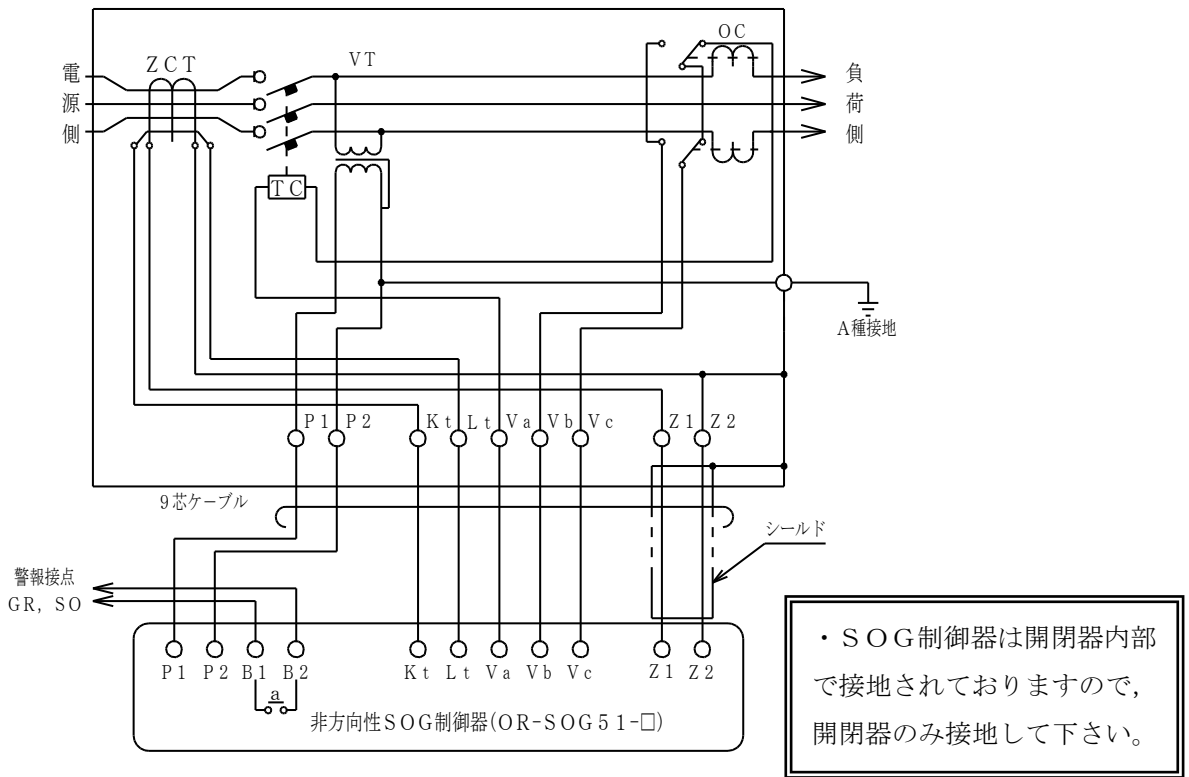 OC
VT
ZCT
電
源
側
負
荷
側
TC
A種接地
P1 P2 Kt Lt Va Vb Vc Z1 Z2
9芯ケーブル
シールド
警報接点
GR, SO
P1 P2 B1 B2 Kt Lt Va Vb Vc Z1 Z2
a
非方向性SOG制御器(OR-SOG51-□)
・SOG制御器は開閉器内部
で接地されておりますので,
開閉器のみ接地して下さい。